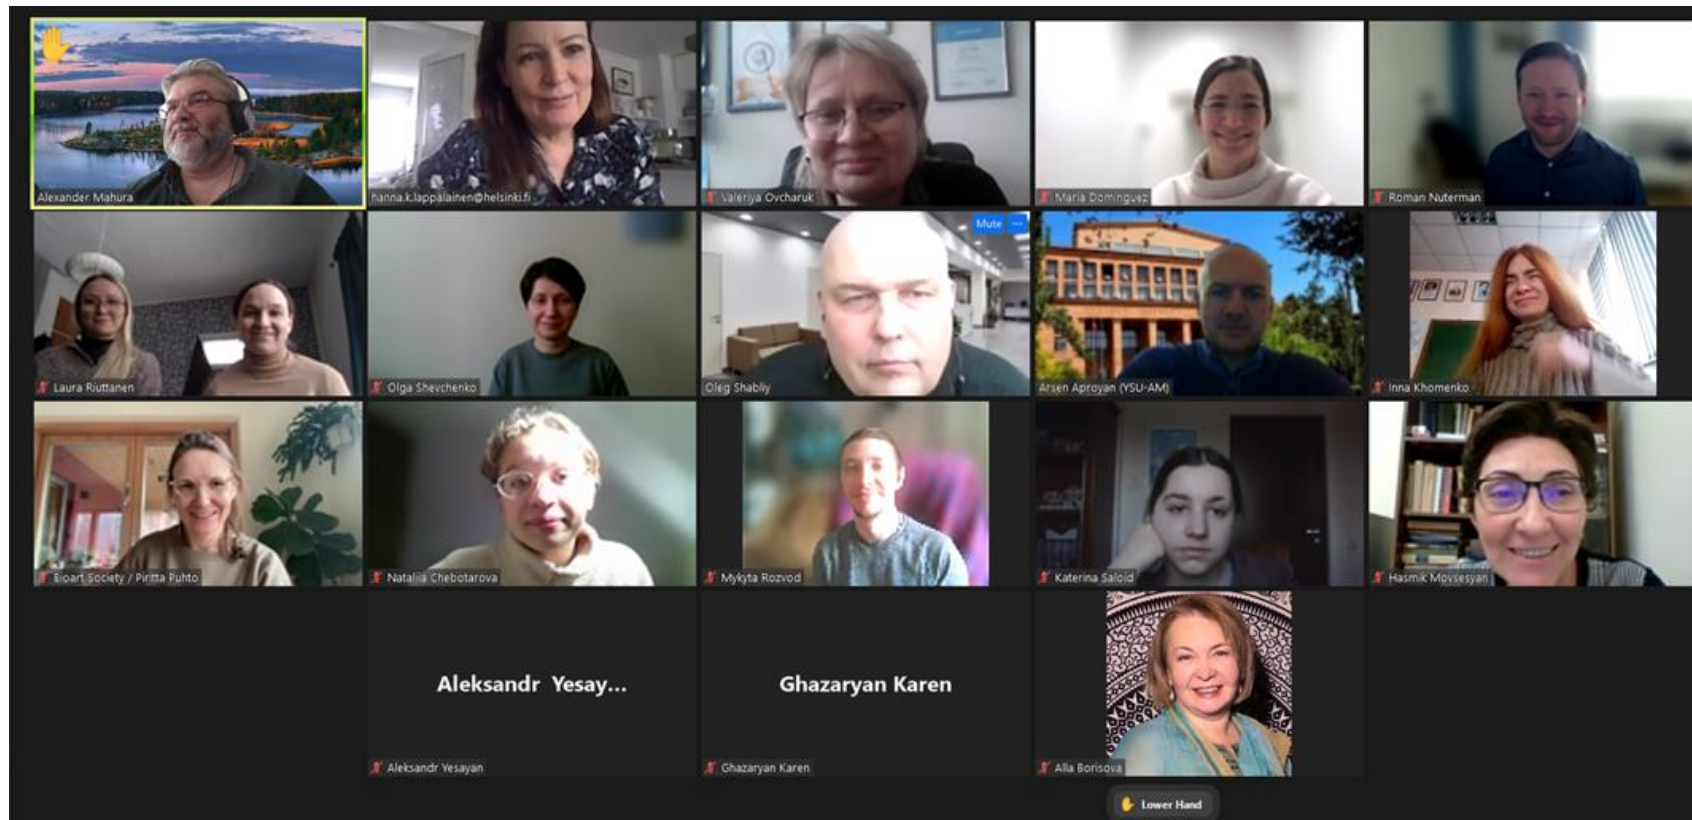 Alexander Mahura
hanna.k.lappalainen@helsinki.fi
Valeriya Ovcharuk
Maria Dominguez
Roman Nuterman
Mute ...
Laura Riuttanen
Olga Shevchenko
Oleg Shabliy
Arsen Aproyan (YSU-AM)
Inna Khomenko
Bioart Society / Piritta Puhto
Nataliia Chebotarova
Mykyta Rozvod
Katerina Saloid
Hasmik Movsesyan
Aleksandr Yesay...
Ghazaryan Karen
Aleksandr Yesayan
Ghazaryan Karen
Alla Borisova
Lower Hand